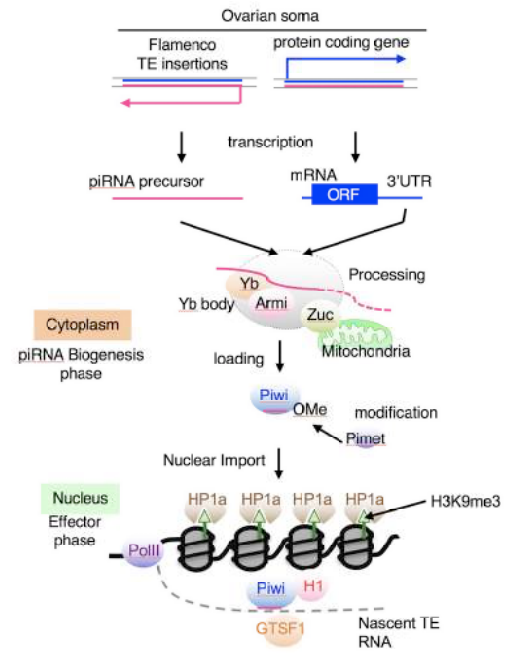 Ovarian soma
Flamenco
TE insertions
protein coding gene
transcription
piRNA precursor
mRNA
ORF
3'UTR
Processing
Yb
Armi
Yb body
Zuc
Cytoplasm
Mitochondria
piRNA Biogenesis
phase
loading
Piwi
OMe
modification
Pimet
Nuclear Import
Nucleus
HP1a HP1a HP1a HP1a
H3K9me3
Effector
phase
PolII
Piwi
H1
GTSF1
Nascent TE
RNA